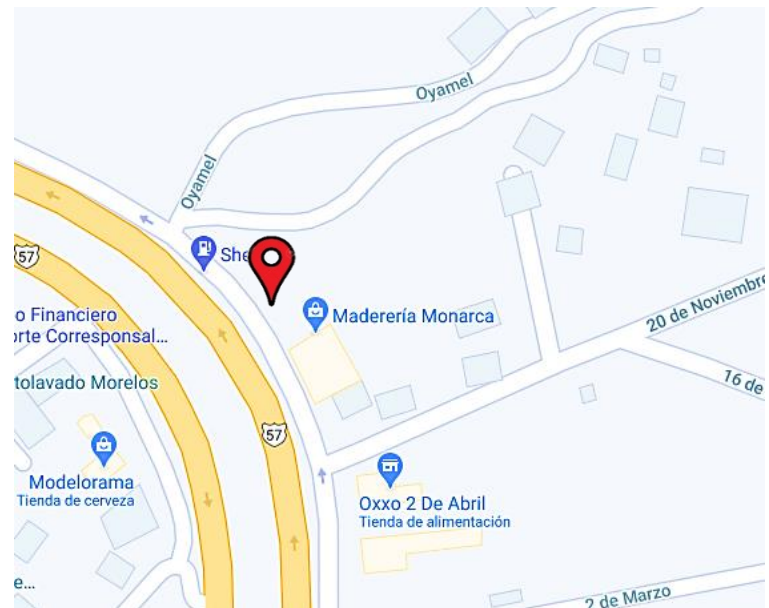 Oyamel
Oyamel
She
57
Maderería Monarca
o Financiero
orte Corresponsal...
20 de Noviembre
tolavado Morelos
16 de
57
Modelorama
Tienda de cerveza
Oxxo 2 De Abril
Tienda de alimentación
e...
2 de Marzo